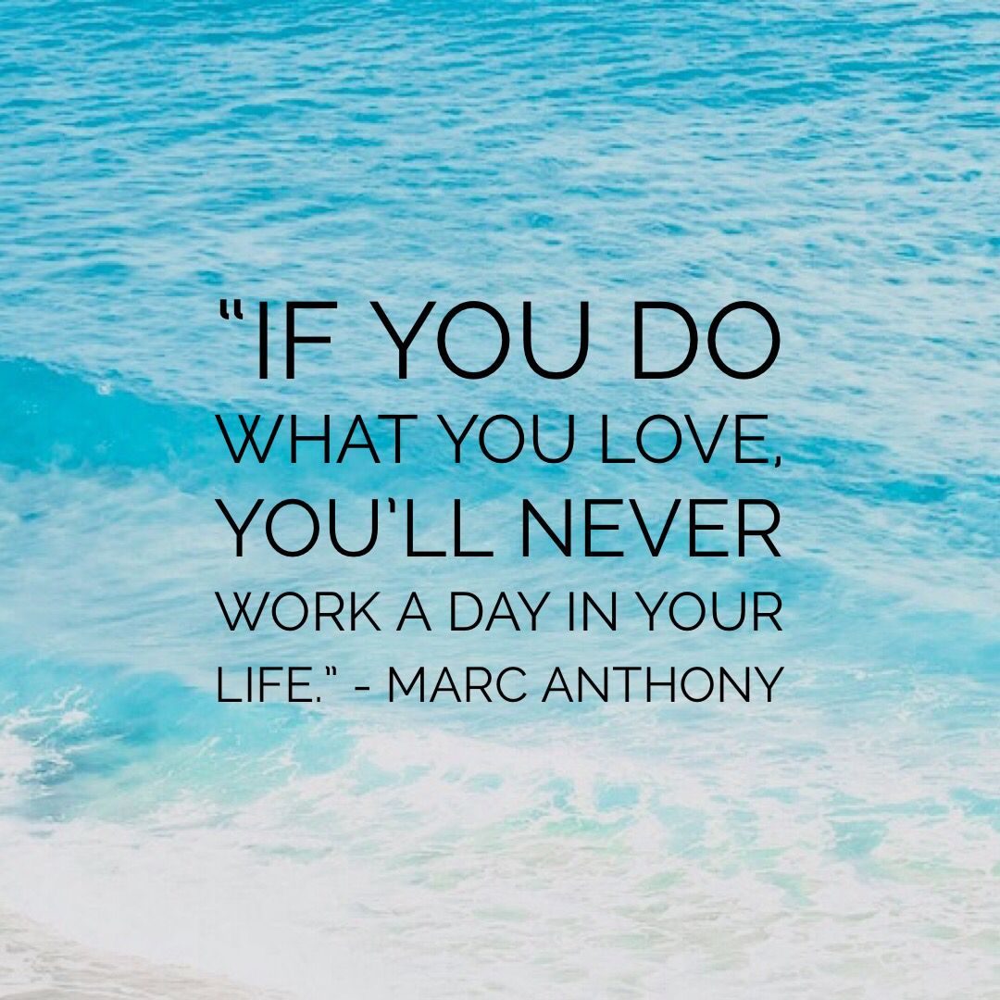 “IF YOU DO
WHAT YOU LOVE,
YOU’LL NEVER
WORK A DAY IN YOUR
LIFE.” - MARC ANTHONY